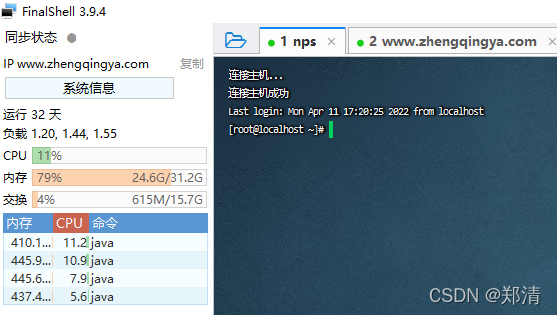 FinalShell 3.9.4
同步状态
IP www.zhengqingya.com 复制
系统信息
运行 32 天
负载 1.20, 1.44, 1.55
CPU 11%
内存 79% 24.6G/31.2G
交换 4% 615M/15.7G
内存 CPU 命令
410.1... 11.2 java
445.9... 10.9 java
445.6... 7.9 java
437.4... 5.6 java
1 nps
2 www.zhengqingya.com
连接主机...
连接主机成功
Last login: Mon Apr 11 17:20:25 2022 from localhost
[root@localhost ~]#
CSDN @郑清